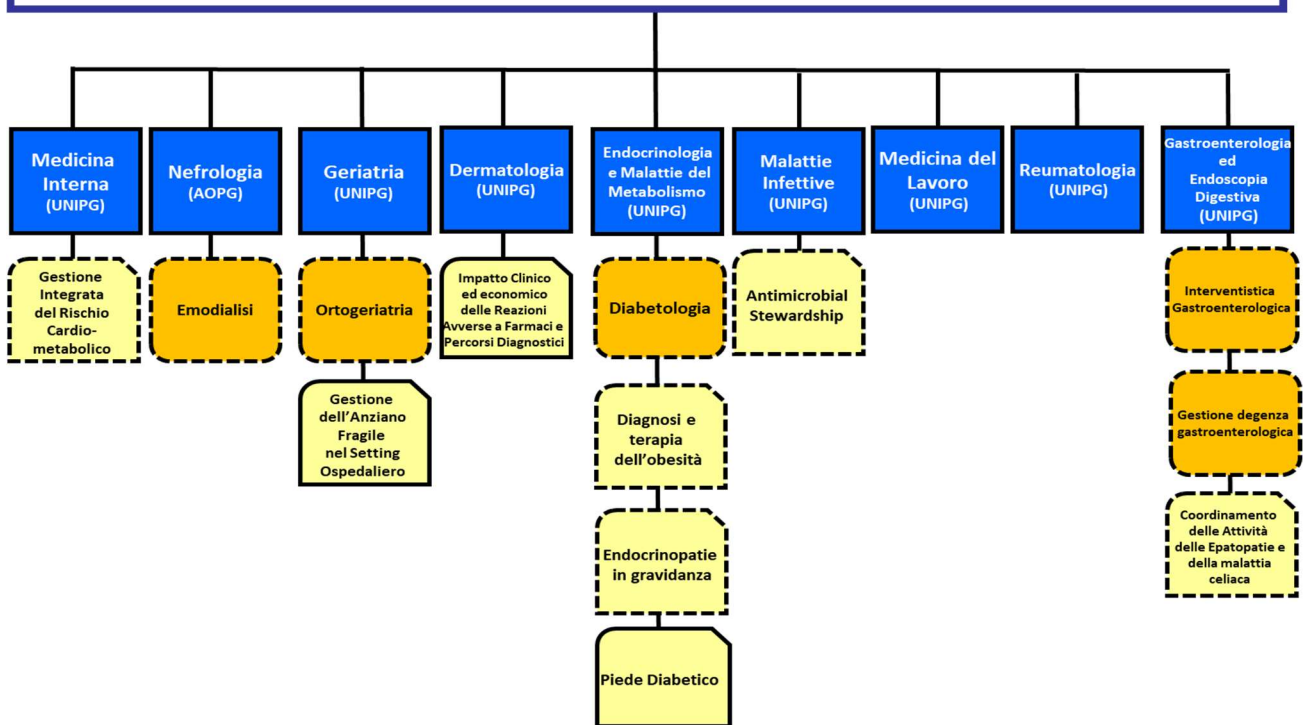 Medicina
Interna
(UNIPG)
Nefrologia
(AOPG)
Geriatria
(UNIPG)
Dermatologia
(UNIPG)
Endocrinologia
e Malattie del
Metabolismo
(UNIPG)
Malattie
Infettive
(UNIPG)
Medicina del
Lavoro
(UNIPG)
Reumatologia
(UNIPG)
Gastroenterologia
ed
Endoscopia
Digestiva
(UNIPG)
Gestione
Integrata
del Rischio
Cardio-
metabolico
Emodialisi
Ortogeriatria
Impatto Clinico
ed economico
delle Reazioni
Avverse a Farmaci e
Percorsi Diagnostici
Diabetologia
Antimicrobial
Stewardship
Interventistica
Gastroenterologica
Gestione
dell'Anziano
Fragile
nel Setting
Ospedaliero
Diagnosi e
terapia
dell'obesità
Gestione degenza
gastroenterologica
Endocrinopatie
in gravidanza
Coordinamento
delle Attività
delle Epatopatie e
della malattia
celiaca
Piede Diabetico